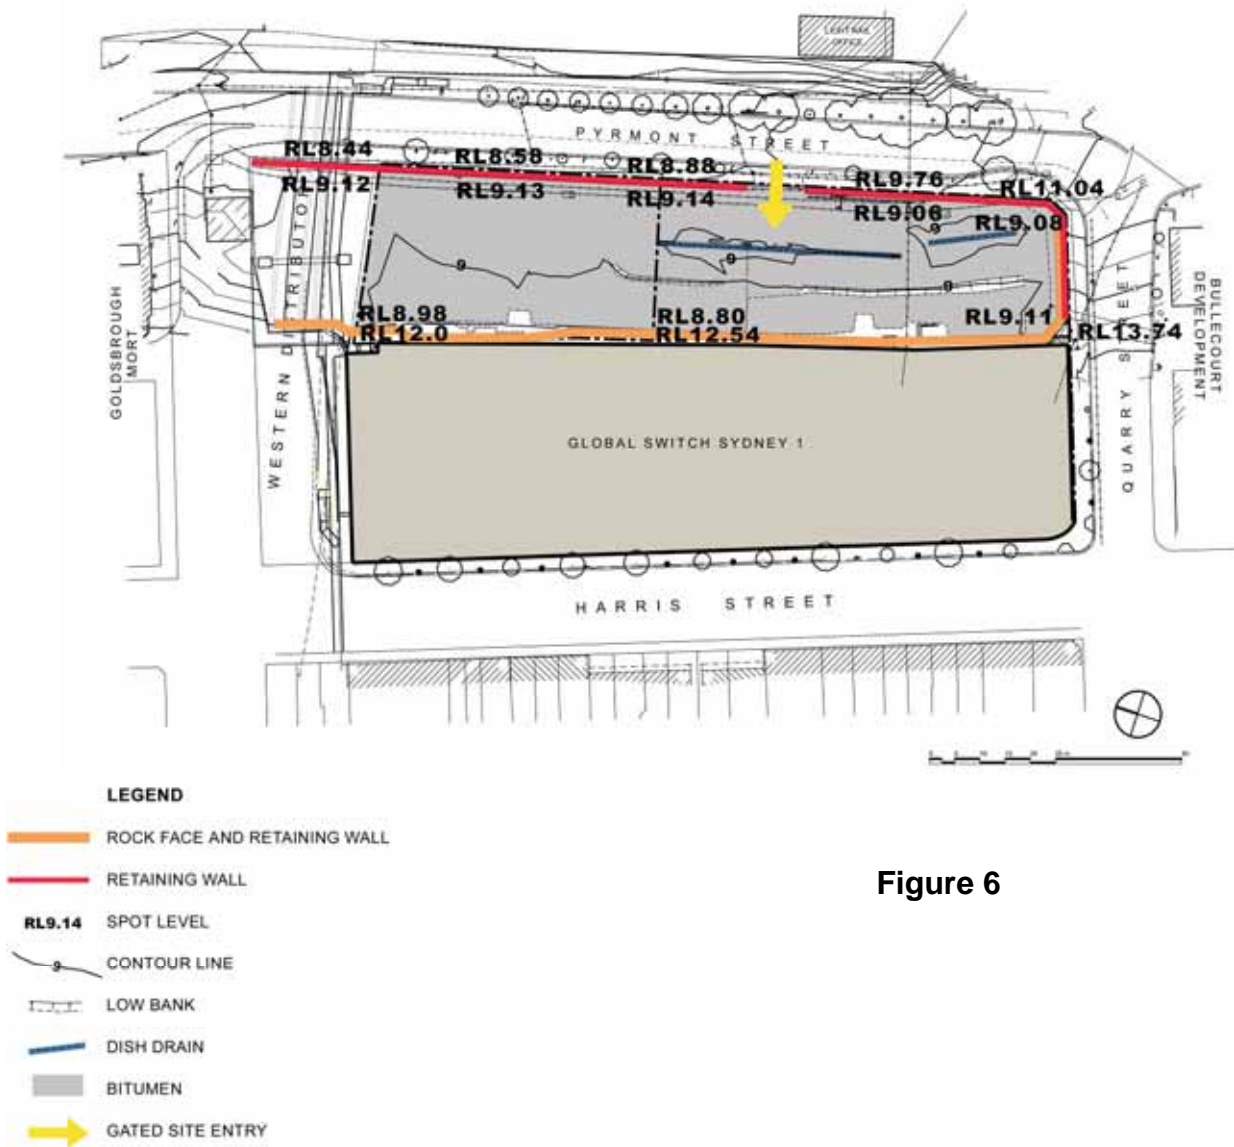 LIGHT RAIL
OFFICE
PYRMONT STREET
RL8.44
RL8.58
RL8.88
RL9.76
RL11.04
RL9.12
RL9.13
RL9.14
RL9.06
RL9.08
9
9
9
9
RL8.98
RL8.80
RL9.11
RL12.0
RL12.54
RL13.74
GOLDSBROUGH
MORT
WESTERN DISTRIBUTOR
QUARRY STREET
BULLECOURT
DEVELOPMENT
GLOBAL SWITCH SYDNEY 1
HARRIS STREET
LEGEND
ROCK FACE AND RETAINING WALL
RETAINING WALL
RL9.14 SPOT LEVEL
9 CONTOUR LINE
LOW BANK
DISH DRAIN
BITUMEN
GATED SITE ENTRY
Figure 6